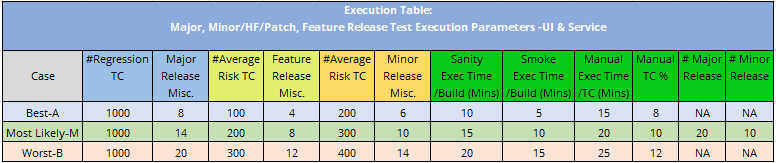 Execution Table:
Major, Minor/HF/Patch, Feature Release Test Execution Parameters -UI & Service
Case #Regression TC Major Release Misc. #Average Risk TC Feature Release Misc. #Average Risk TC Minor Release Misc. Sanity Exec Time /Build (Mins) Smoke Exec Time /Build (Mins) Manual Exec Time /TC (Mins) Manual TC % # Major Release # Minor Release
Best-A 1000 8 100 4 200 6 10 5 15 8 NA NA
Most Likely-M 1000 14 200 8 300 10 15 10 20 10 20 10
Worst-B 1000 20 300 12 400 14 20 15 25 12 NA NA